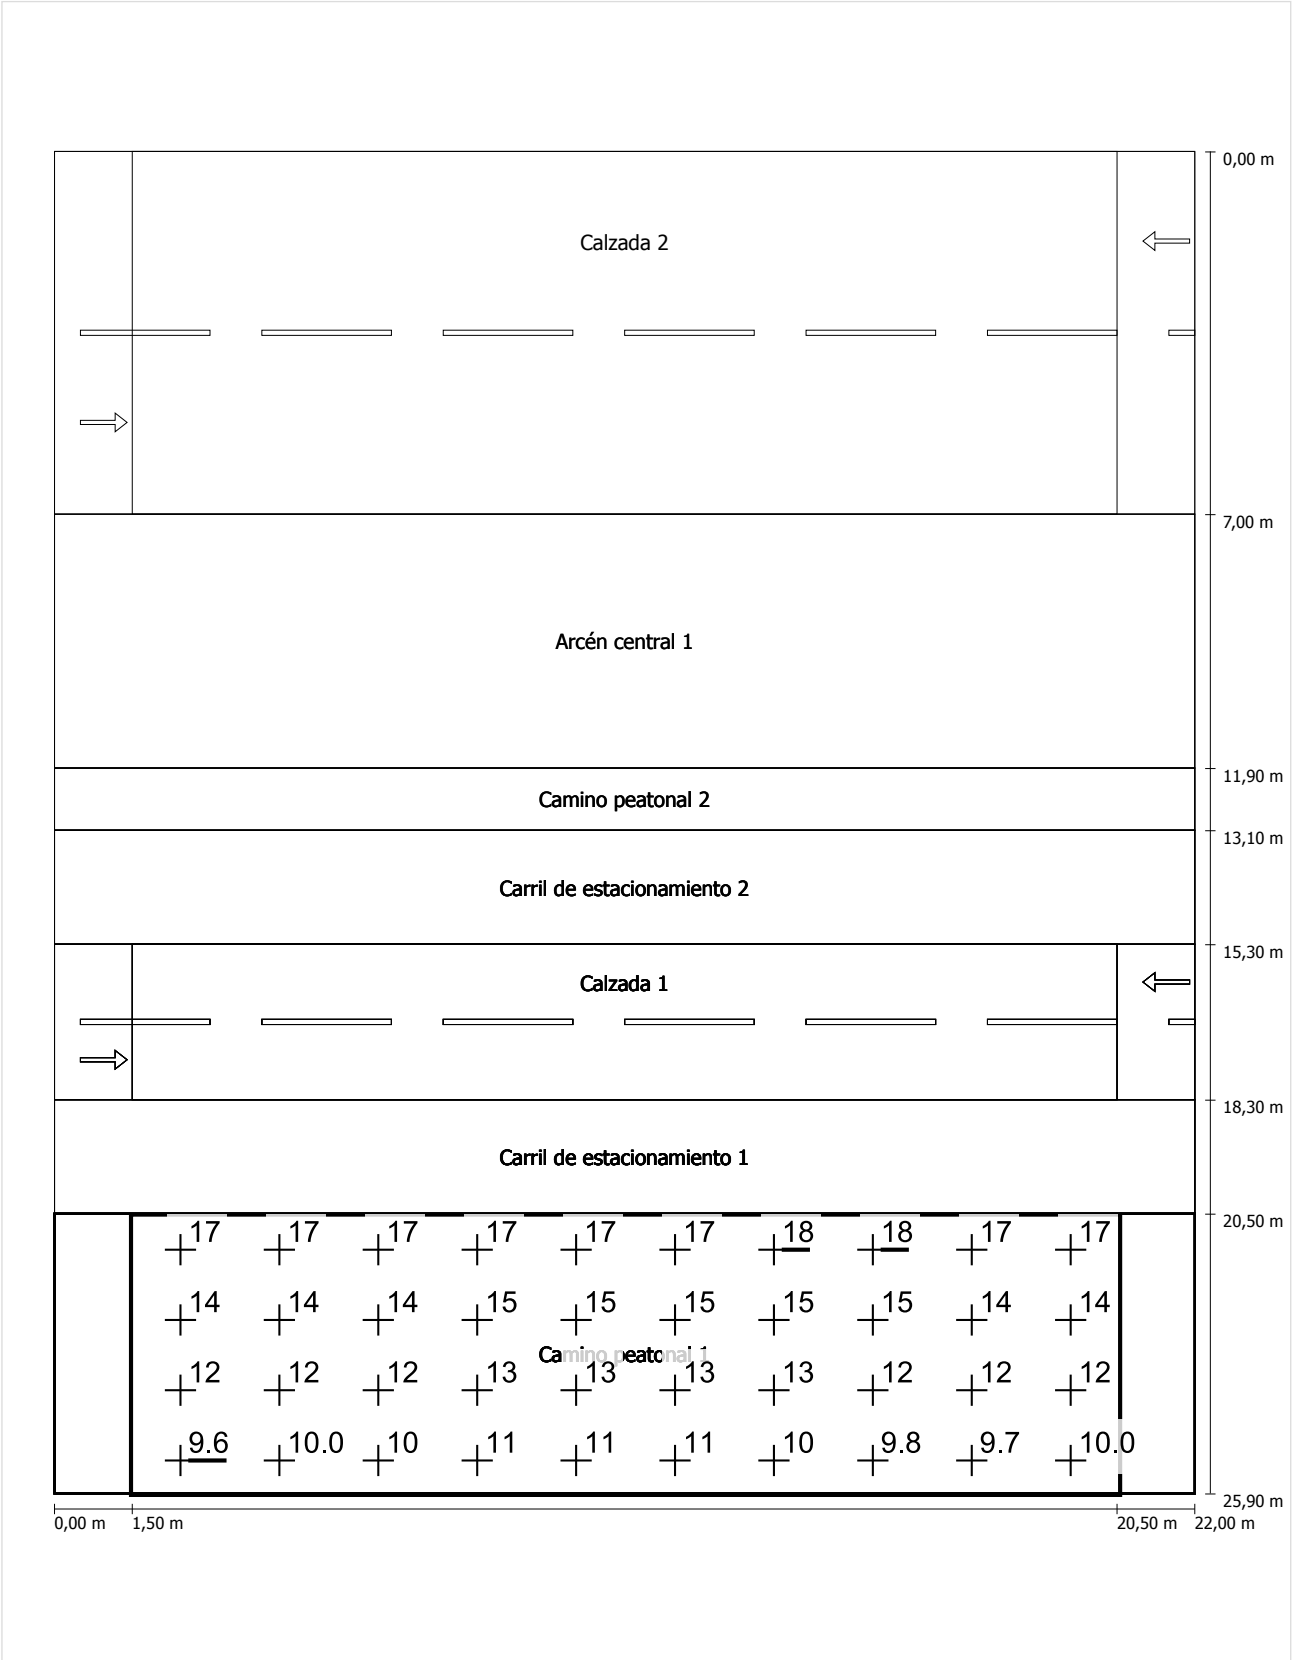 0,00 m
Calzada 2
7,00 m
Arcén central 1
11,90 m
Camino peatonal 2
13,10 m
Carril de estacionamiento 2
15,30 m
Calzada 1
18,30 m
Carril de estacionamiento 1
20,50 m
17 17 17 17 17 17 18 18 17 17
14 14 14 15 15 15 15 15 14 14
Camino peatonal 1
12 12 12 13 13 13 13 12 12 12
9.6 10.0 10 11 11 11 10 9.8 9.7 10.0
25,90 m
0,00 m 1,50 m 20,50 m 22,00 m